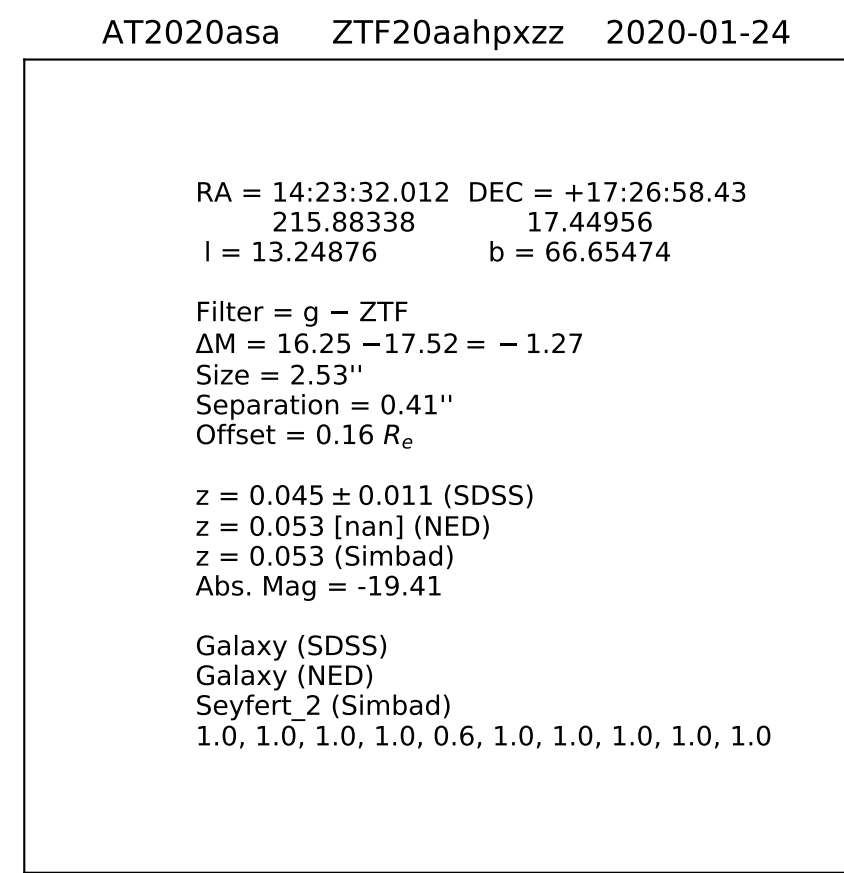 AT2020asa ZTF20aahpxzz 2020-01-24
RA = 14:23:32.012 DEC = +17:26:58.43
215.88338 17.44956
l = 13.24876 b = 66.65474
Filter = g − ZTF
ΔM = 16.25 −17.52 = − 1.27
Size = 2.53''
Separation = 0.41''
Offset = 0.16 Rₑ
z = 0.045 ± 0.011 (SDSS)
z = 0.053 [nan] (NED)
z = 0.053 (Simbad)
Abs. Mag = -19.41
Galaxy (SDSS)
Galaxy (NED)
Seyfert_2 (Simbad)
1.0, 1.0, 1.0, 1.0, 0.6, 1.0, 1.0, 1.0, 1.0, 1.0